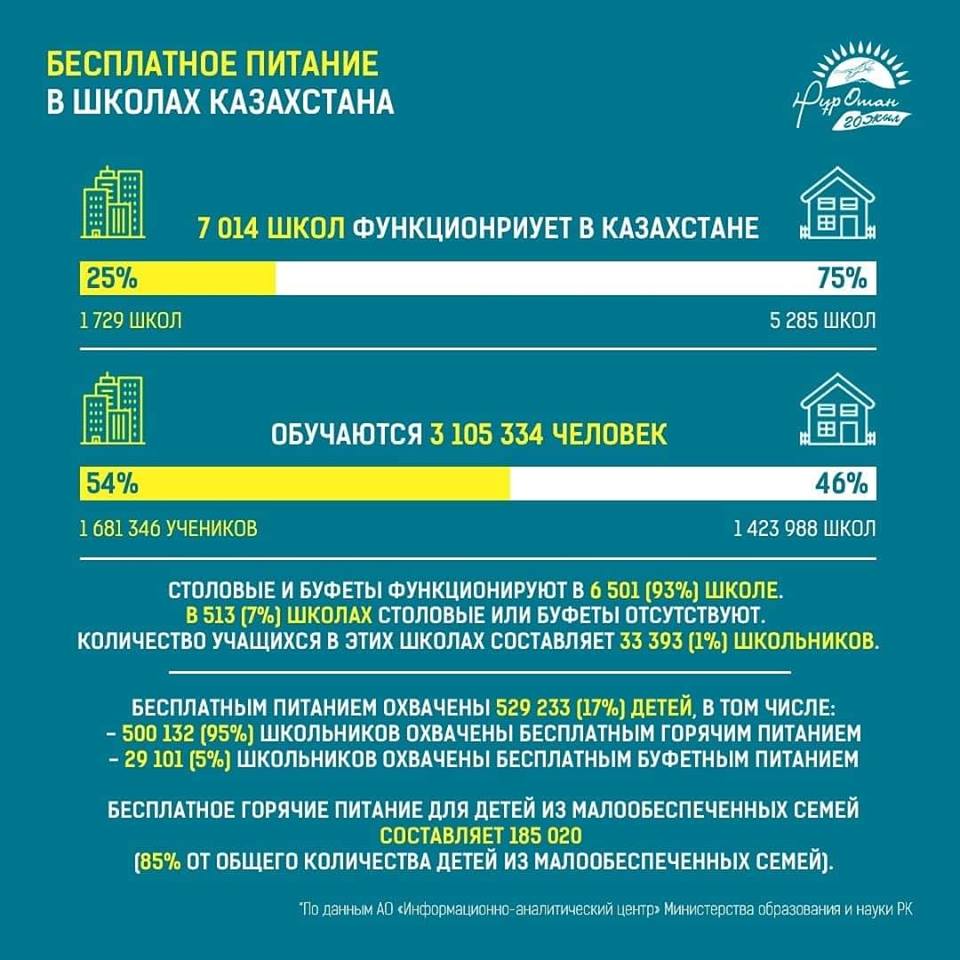 БЕСПЛАТНОЕ ПИТАНИЕ
В ШКОЛАХ КАЗАХСТАНА
Нұр Отан
20 жыл
7 014 ШКОЛ ФУНКЦИОНРИУЕТ В КАЗАХСТАНЕ
25% 75%
1 729 ШКОЛ 5 285 ШКОЛ
ОБУЧАЮТСЯ 3 105 334 ЧЕЛОВЕК
54% 46%
1 681 346 УЧЕНИКОВ 1 423 988 ШКОЛ
СТОЛОВЫЕ И БУФЕТЫ ФУНКЦИОНИРУЮТ В 6 501 (93%) ШКОЛЕ.
В 513 (7%) ШКОЛАХ СТОЛОВЫЕ ИЛИ БУФЕТЫ ОТСУТСТВУЮТ.
КОЛИЧЕСТВО УЧАЩИХСЯ В ЭТИХ ШКОЛАХ СОСТАВЛЯЕТ 33 393 (1%) ШКОЛЬНИКОВ.
БЕСПЛАТНЫМ ПИТАНИЕМ ОХВАЧЕНЫ 529 233 (17%) ДЕТЕЙ, В ТОМ ЧИСЛЕ:
– 500 132 (95%) ШКОЛЬНИКОВ ОХВАЧЕНЫ БЕСПЛАТНЫМ ГОРЯЧИМ ПИТАНИЕМ
– 29 101 (5%) ШКОЛЬНИКОВ ОХВАЧЕНЫ БЕСПЛАТНЫМ БУФЕТНЫМ ПИТАНИЕМ
БЕСПЛАТНОЕ ГОРЯЧИЕ ПИТАНИЕ ДЛЯ ДЕТЕЙ ИЗ МАЛООБЕСПЕЧЕННЫХ СЕМЕЙ
СОСТАВЛЯЕТ 185 020
(85% ОТ ОБЩЕГО КОЛИЧЕСТВА ДЕТЕЙ ИЗ МАЛООБЕСПЕЧЕННЫХ СЕМЕЙ).
*По данным АО «Информационно-аналитический центр» Министерства образования и науки РК